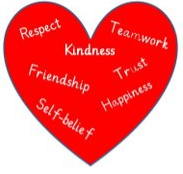 Respect
Teamwork
Kindness
Friendship
Trust
Happiness
Self-belief